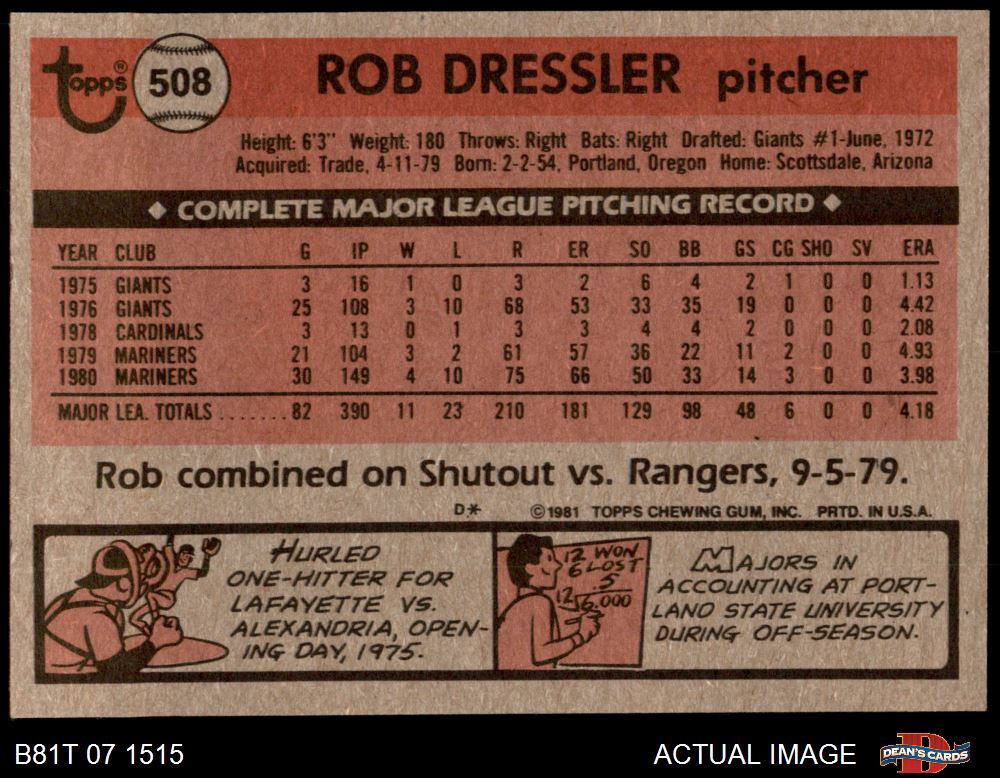 topps® 508 ROB DRESSLER pitcher
Height: 6'3" Weight: 180 Throws: Right Bats: Right Drafted: Giants #1-June, 1972
Acquired: Trade, 4-11-79 Born: 2-2-54, Portland, Oregon Home: Scottsdale, Arizona
◆ COMPLETE MAJOR LEAGUE PITCHING RECORD ◆
YEAR CLUB G IP W L R ER SO BB GS CG SHO SV ERA
1975 GIANTS 3 16 1 0 3 2 6 4 2 1 0 0 1.13
1976 GIANTS 25 108 3 10 68 53 33 35 19 0 0 0 4.42
1978 CARDINALS 3 13 0 1 3 3 4 4 2 0 0 0 2.08
1979 MARINERS 21 104 3 2 61 57 36 22 11 2 0 0 4.93
1980 MARINERS 30 149 4 10 75 66 50 33 14 3 0 0 3.98
MAJOR LEA. TOTALS ....... 82 390 11 23 210 181 129 98 48 6 0 0 4.18
Rob combined on Shutout vs. Rangers, 9-5-79.
D* ©1981 TOPPS CHEWING GUM, INC. PRTD. IN U.S.A.
HURLED
ONE-HITTER FOR
LAFAYETTE VS.
ALEXANDRIA, OPEN-
ING DAY, 1975.
12 WON
6 LOST
.5
12√6.000
MAJORS IN
ACCOUNTING AT PORT-
LAND STATE UNIVERSITY
DURING OFF-SEASON.
B81T 07 1515 ACTUAL IMAGE DEAN'S CARDS